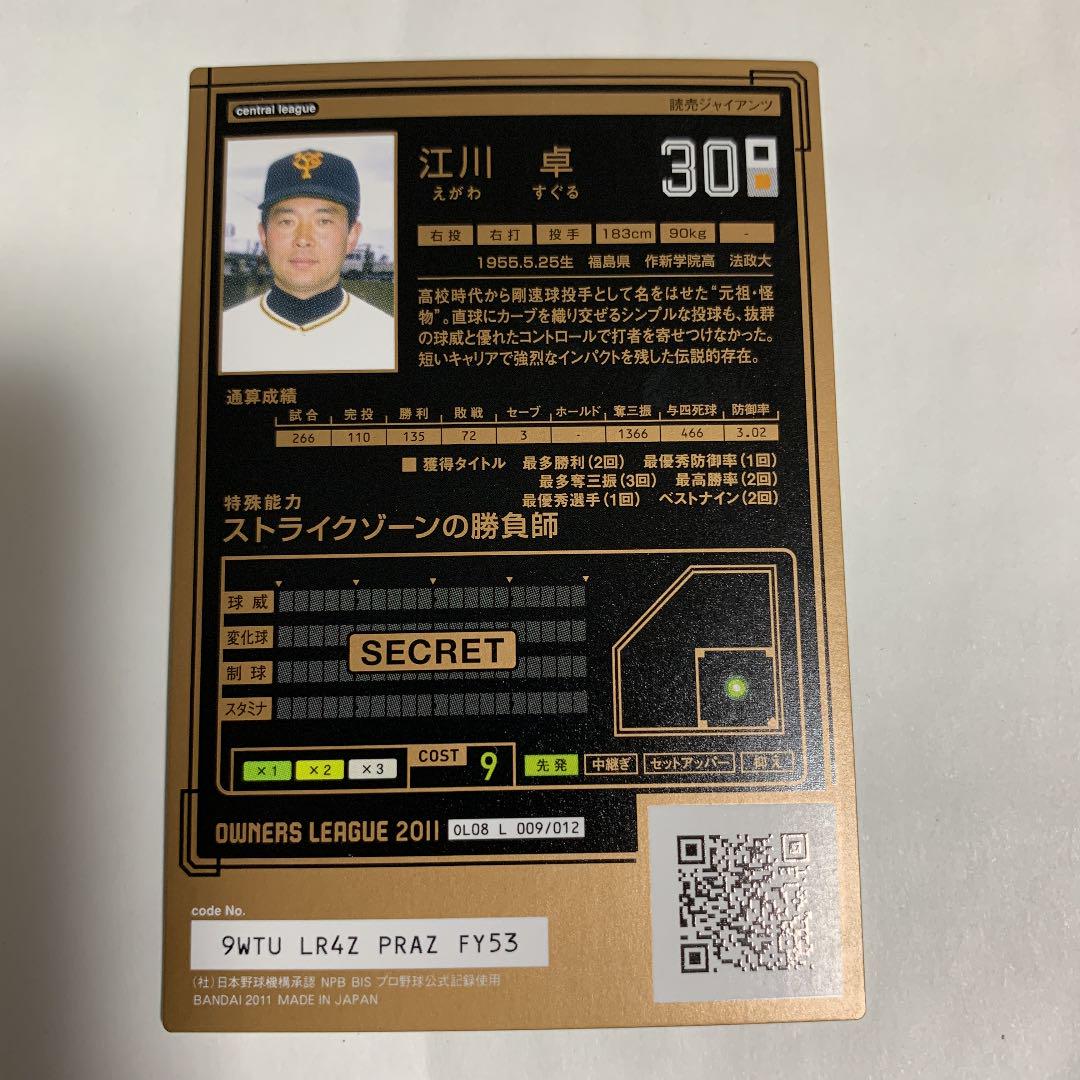 central league
読売ジャイアンツ
江川 卓
えがわ すぐる
30
右投 右打 投手 183cm 90kg -
1955.5.25生 福島県 作新学院高 法政大
高校時代から剛速球投手として名をはせた“元祖・怪
物”。直球にカーブを織り交ぜるシンプルな投球も、抜群
の球威と優れたコントロールで打者を寄せつけなかった。
短いキャリアで強烈なインパクトを残した伝説的存在。
通算成績
試合 完投 勝利 敗戦 セーブ ホールド 奪三振 与四死球 防御率
266 110 135 72 3 - 1366 466 3.02
■ 獲得タイトル 最多勝利(2回) 最優秀防御率(1回)
最多奪三振(3回) 最高勝率(2回)
最優秀選手(1回) ベストナイン(2回)
特殊能力
ストライクゾーンの勝負師
球威
変化球
制球
スタミナ
SECRET
×1 ×2 ×3 COST 9 先発 中継ぎ セットアッパー 抑え
OWNERS LEAGUE 2011 OL08 L 009/012
code No.
9WTU LR4Z PRAZ FY53
(社)日本野球機構承認 NPB BIS プロ野球公式記録使用
BANDAI 2011 MADE IN JAPAN